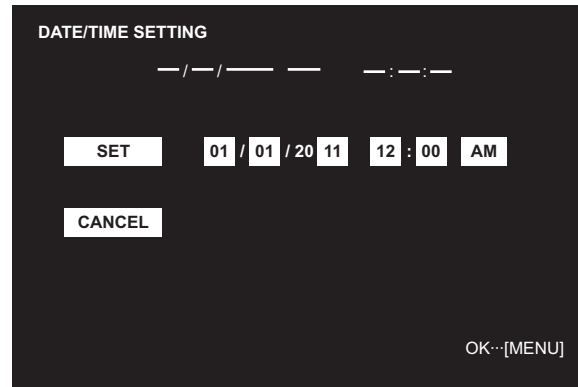 DATE/TIME SETTING
—/—/—— — —:—:—
SET 01 / 01 / 20 11 12 : 00 AM
CANCEL
OK···[MENU]